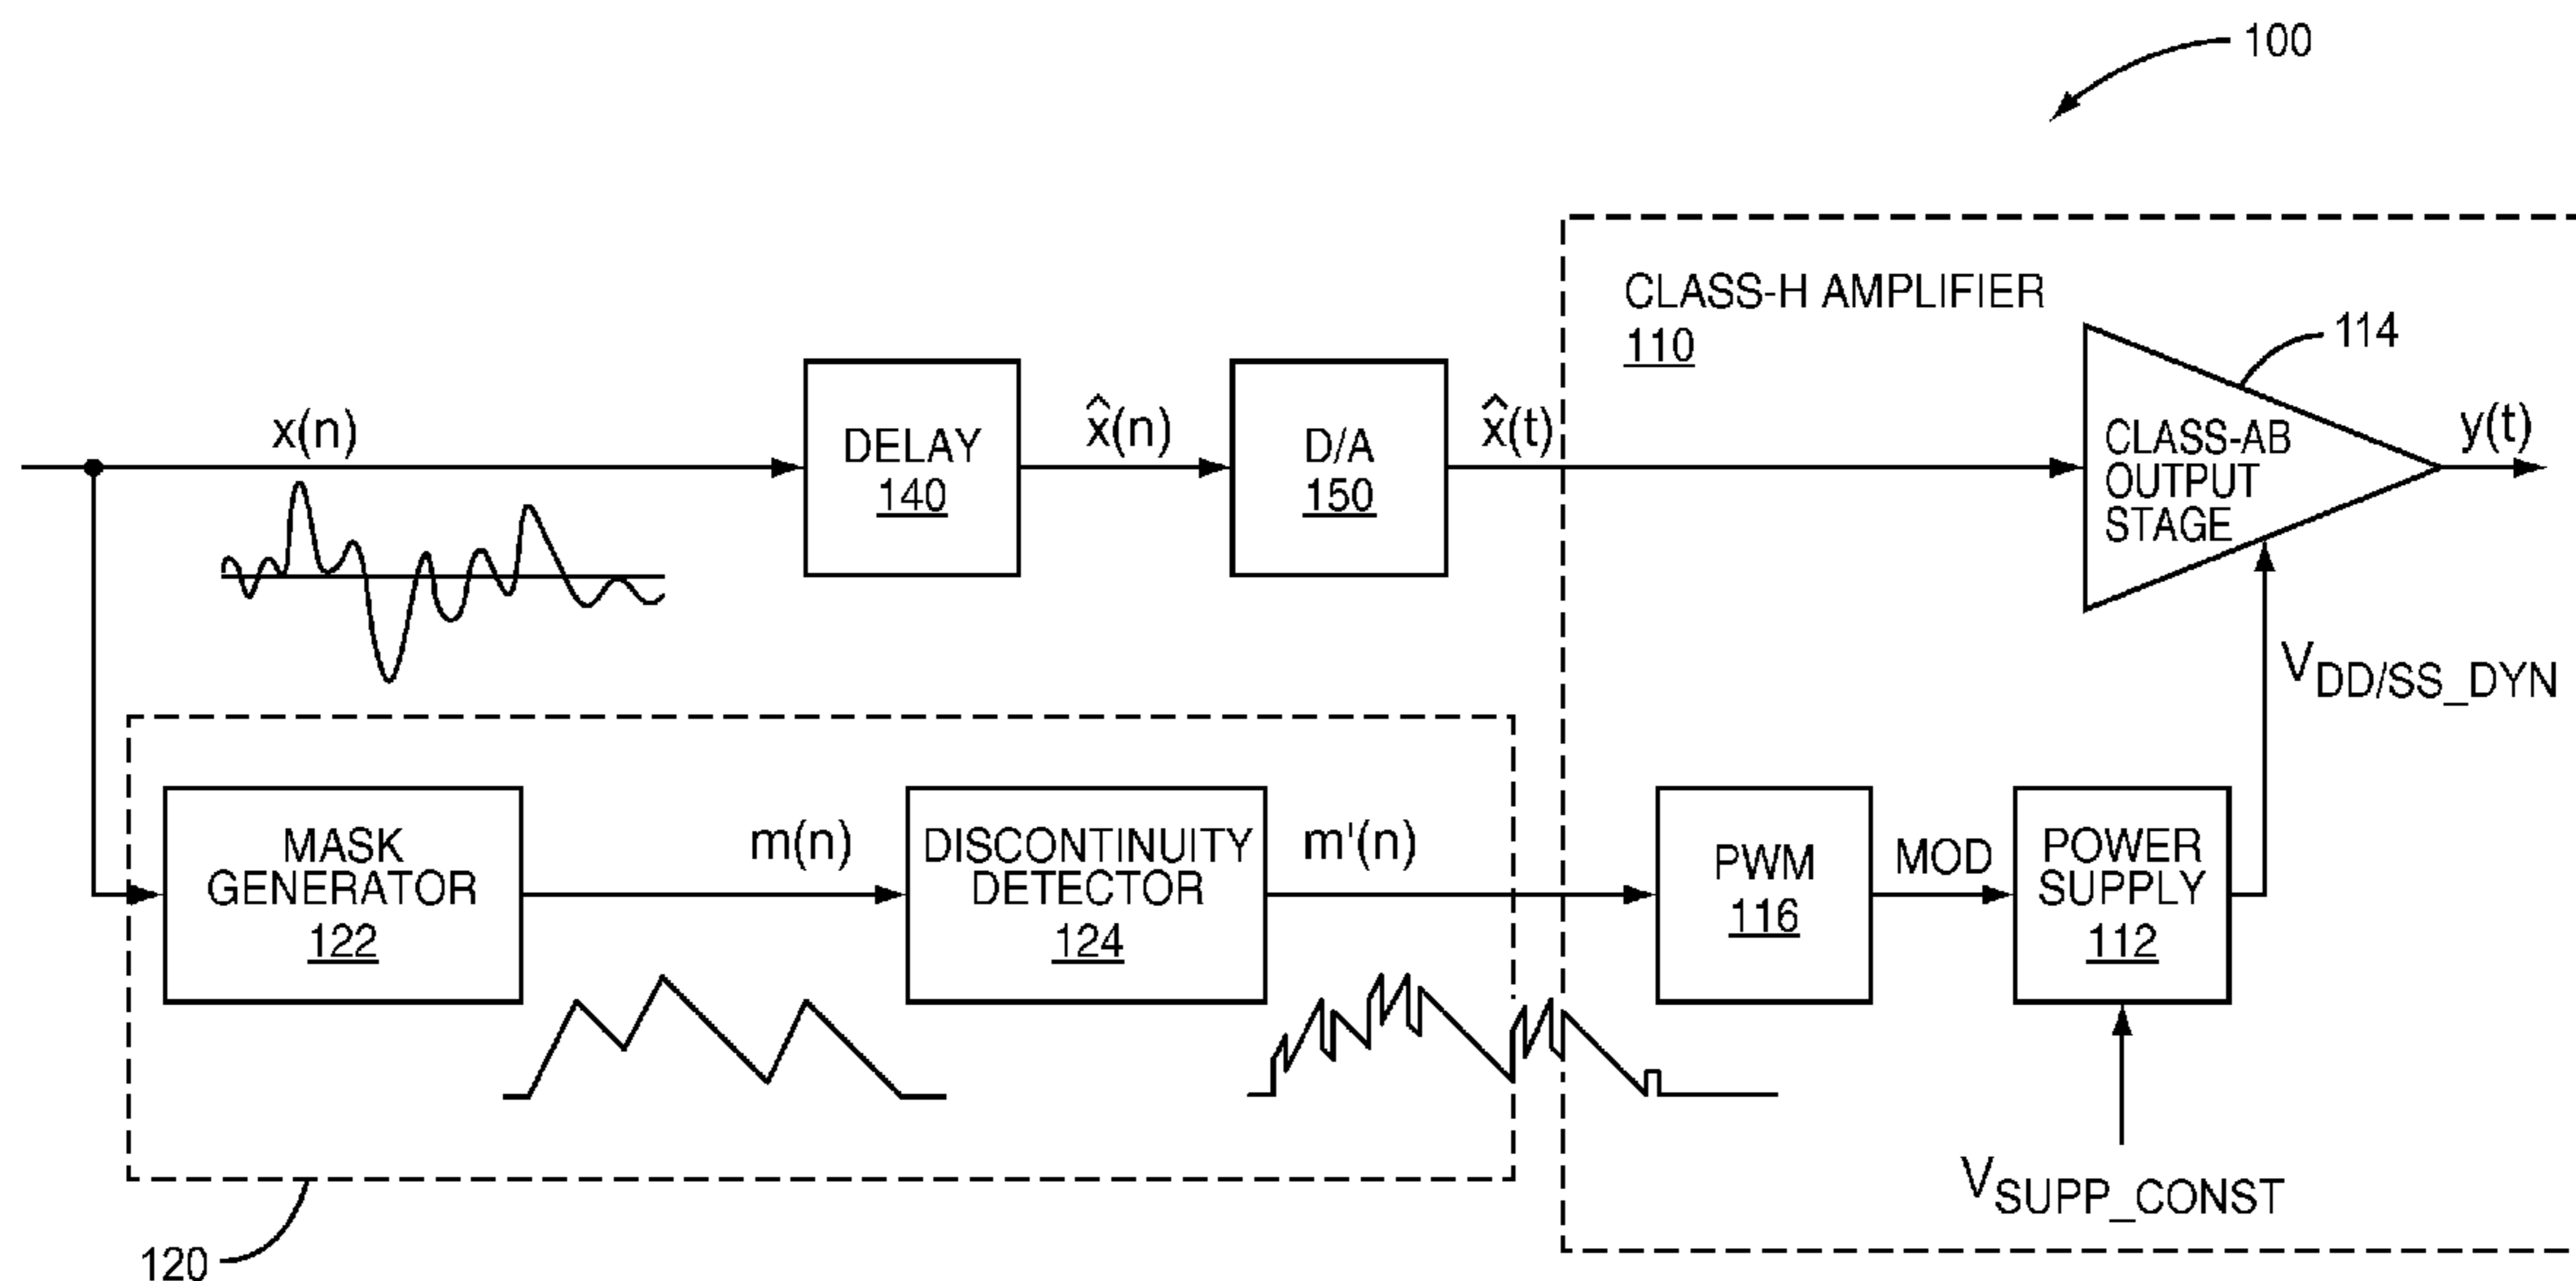 100
CLASS-H AMPLIFIER
110
114
x(n)
DELAY
140
x̂(n)
D/A
150
x̂(t)
CLASS-AB
OUTPUT
STAGE
y(t)
V_DD/SS_DYN
MASK
GENERATOR
122
m(n)
DISCONTINUITY
DETECTOR
124
m'(n)
PWM
116
MOD
POWER
SUPPLY
112
V_SUPP_CONST
120